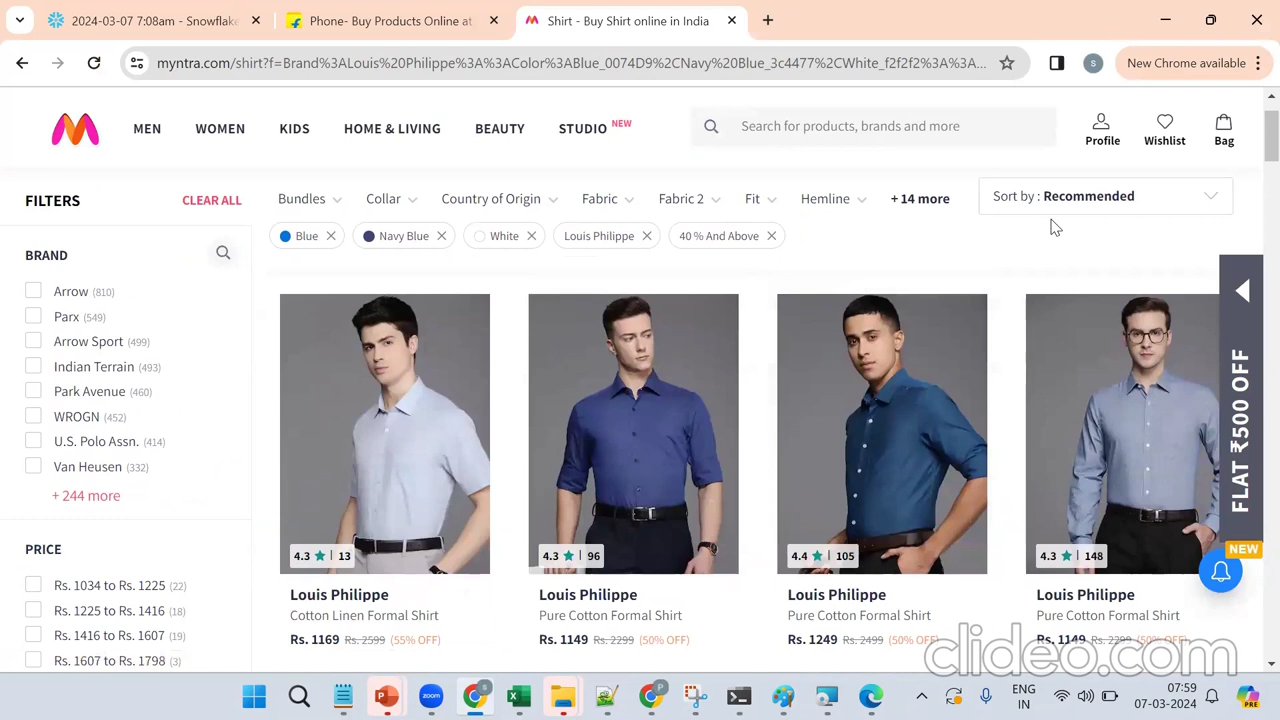 2024-03-07 7:08am - Snowflake
Phone- Buy Products Online at
Shirt - Buy Shirt online in India
myntra.com/shirt?f=Brand%3ALouis%20Philippe%3A%3AColor%3ABlue_0074D9%2CNavy%20Blue_3c4477%2CWhite_f2f2f2%3A%3A...
S
New Chrome available
MEN
WOMEN
KIDS
HOME & LIVING
BEAUTY
STUDIO NEW
Search for products, brands and more
Profile
Wishlist
Bag
FILTERS
CLEAR ALL
Bundles
Collar
Country of Origin
Fabric
Fabric 2
Fit
Hemline
+ 14 more
Sort by : Recommended
Blue
Navy Blue
White
Louis Philippe
40 % And Above
BRAND
Arrow (810)
Parx (549)
Arrow Sport (499)
Indian Terrain (493)
Park Avenue (460)
WROGN (452)
U.S. Polo Assn. (414)
Van Heusen (332)
+ 244 more
PRICE
Rs. 1034 to Rs. 1225 (22)
Rs. 1225 to Rs. 1416 (18)
Rs. 1416 to Rs. 1607 (19)
Rs. 1607 to Rs. 1798 (3)
4.3 | 13
Louis Philippe
Cotton Linen Formal Shirt
Rs. 1169 Rs. 2599 (55% OFF)
4.3 | 96
Louis Philippe
Pure Cotton Formal Shirt
Rs. 1149 Rs. 2299 (50% OFF)
4.4 | 105
Louis Philippe
Pure Cotton Formal Shirt
Rs. 1249 Rs. 2499 (50% OFF)
4.3 | 148
Louis Philippe
Pure Cotton Formal Shirt
Rs. 1149 Rs. 2299 (50% OFF)
FLAT ₹500 OFF
NEW
clideo.com
zoom
ENG
IN
07:59
07-03-2024
PRE